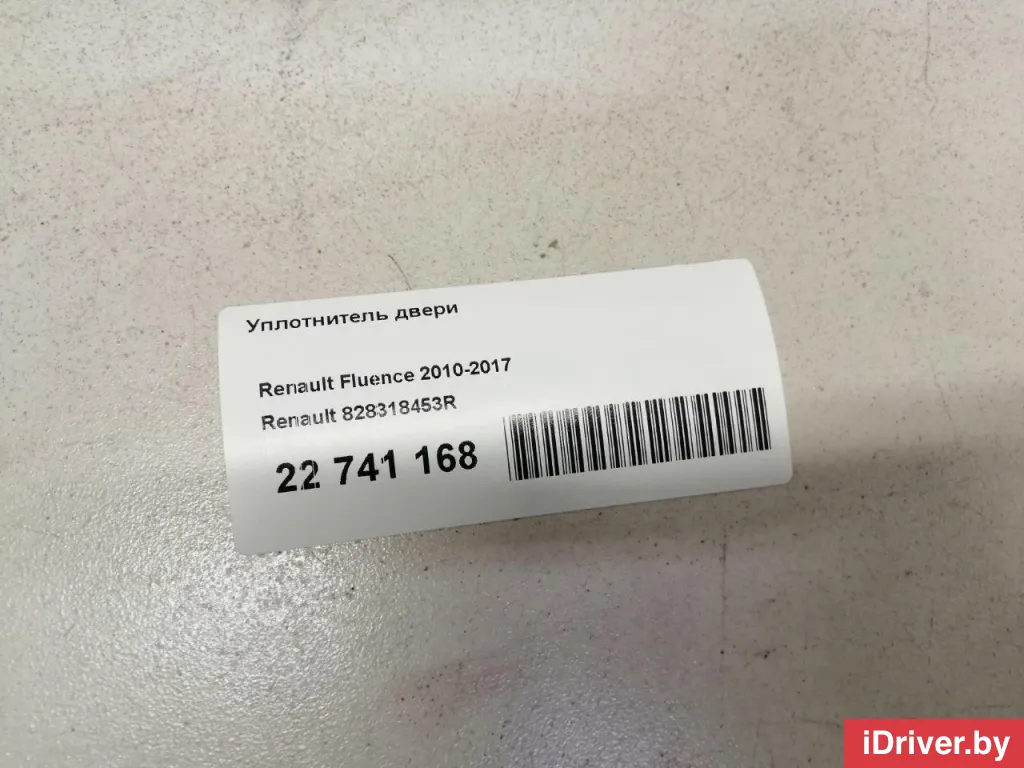 Уплотнитель двери
Renault Fluence 2010-2017
Renault 828318453R
22 741 168
iDriver.by